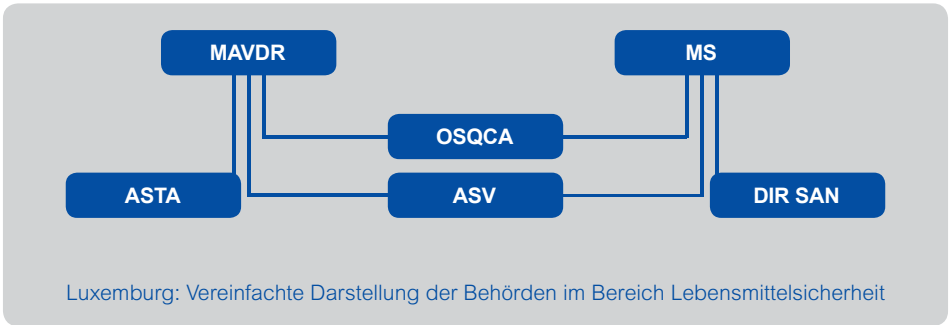 MAVDR
MS
OSQCA
ASTA
ASV
DIR SAN
Luxemburg: Vereinfachte Darstellung der Behörden im Bereich Lebensmittelsicherheit